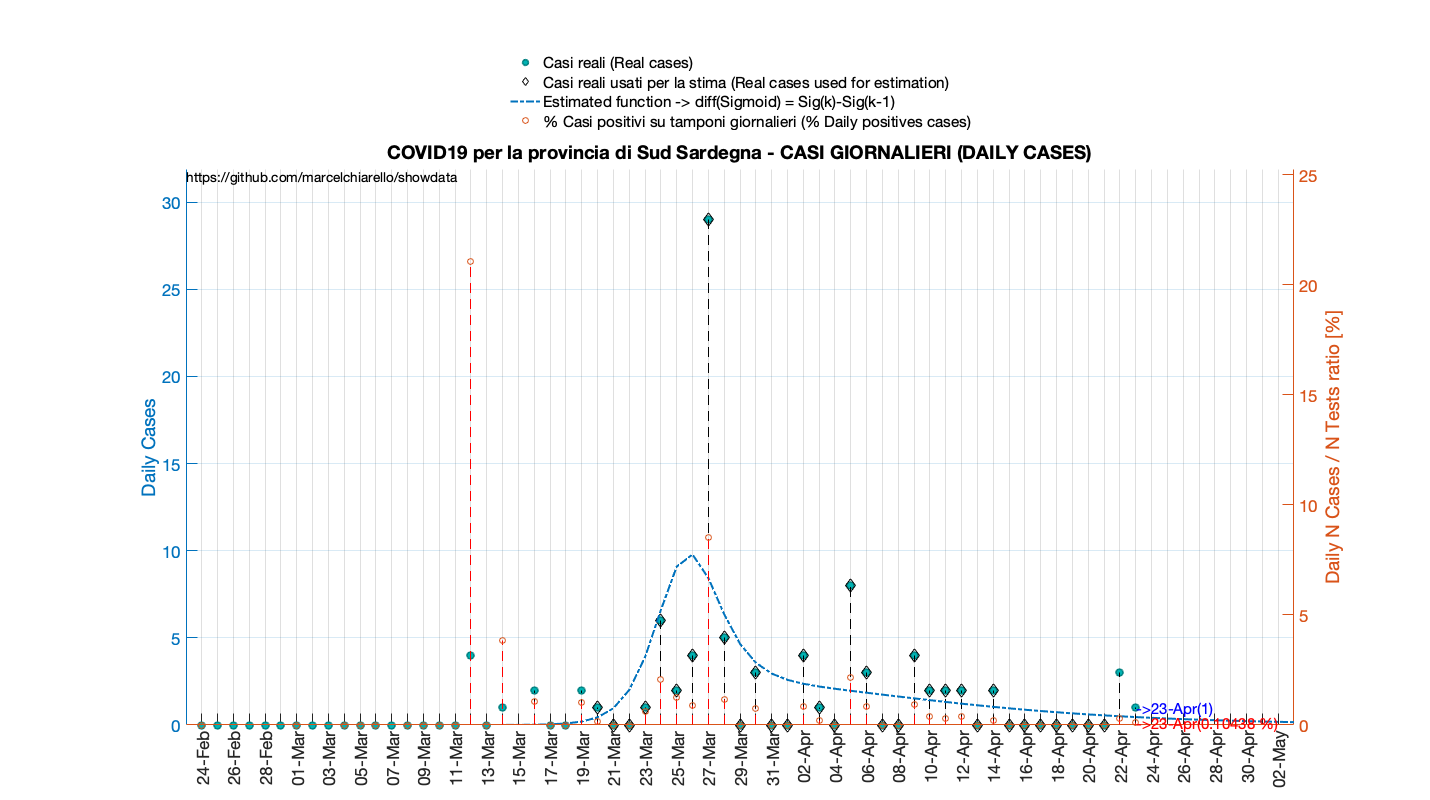 Casi reali (Real cases)
Casi reali usati per la stima (Real cases used for estimation)
Estimated function -> diff(Sigmoid) = Sig(k)-Sig(k-1)
% Casi positivi su tamponi giornalieri (% Daily positives cases)
COVID19 per la provincia di Sud Sardegna - CASI GIORNALIERI (DAILY CASES)
https://github.com/marcelchiarello/showdata
Daily Cases
30
25
20
15
10
5
0
25
20
15
10
5
0
Daily N Cases / N Tests ratio [%]
->23-Apr(1)
->23-Apr(0.10438 %)
24-Feb
26-Feb
28-Feb
01-Mar
03-Mar
05-Mar
07-Mar
09-Mar
11-Mar
13-Mar
15-Mar
17-Mar
19-Mar
21-Mar
23-Mar
25-Mar
27-Mar
29-Mar
31-Mar
02-Apr
04-Apr
06-Apr
08-Apr
10-Apr
12-Apr
14-Apr
16-Apr
18-Apr
20-Apr
22-Apr
24-Apr
26-Apr
28-Apr
30-Apr
02-May